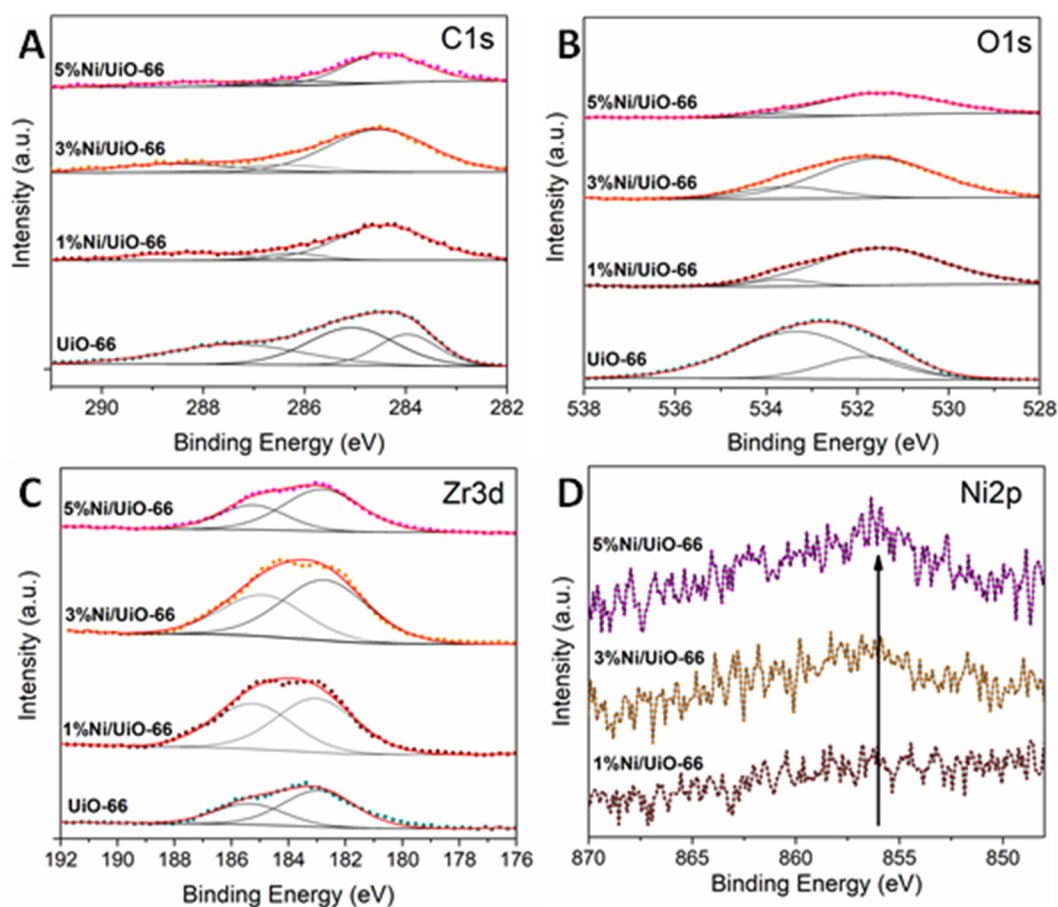 A
C1s
5%Ni/UiO-66
3%Ni/UiO-66
1%Ni/UiO-66
UiO-66
Intensity (a.u.)
290 288 286 284 282
Binding Energy (eV)
B
O1s
5%Ni/UiO-66
3%Ni/UiO-66
1%Ni/UiO-66
UiO-66
Intensity (a.u.)
538 536 534 532 530 528
Binding Energy (eV)
C
Zr3d
5%Ni/UiO-66
3%Ni/UiO-66
1%Ni/UiO-66
UiO-66
Intensity (a.u.)
192 190 188 186 184 182 180 178 176
Binding Energy (eV)
D
Ni2p
5%Ni/UiO-66
3%Ni/UiO-66
1%Ni/UiO-66
Intensity (a.u.)
870 865 860 855 850
Binding Energy (eV)